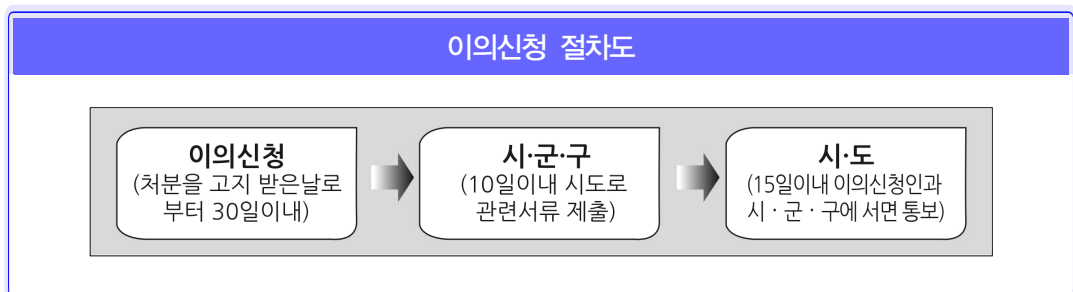 이의신청 절차도
이의신청
(처분을 고지 받은날로
부터 30일이내)
시·군·구
(10일이내 시도로
관련서류 제출)
시·도
(15일이내 이의신청인과
시 · 군 · 구에 서면 통보)